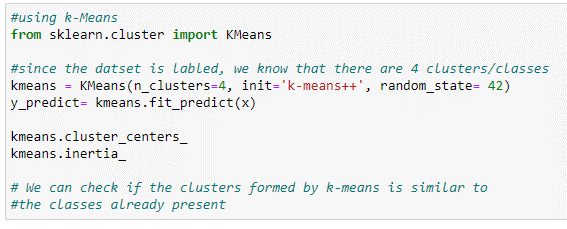 #using k-Means
from sklearn.cluster import KMeans
#since the datset is labled, we know that there are 4 clusters/classes
kmeans = KMeans(n_clusters=4, init='k-means++', random_state= 42)
y_predict= kmeans.fit_predict(x)
kmeans.cluster_centers_
kmeans.inertia_
# We can check if the clusters formed by k-means is similar to
#the classes already present